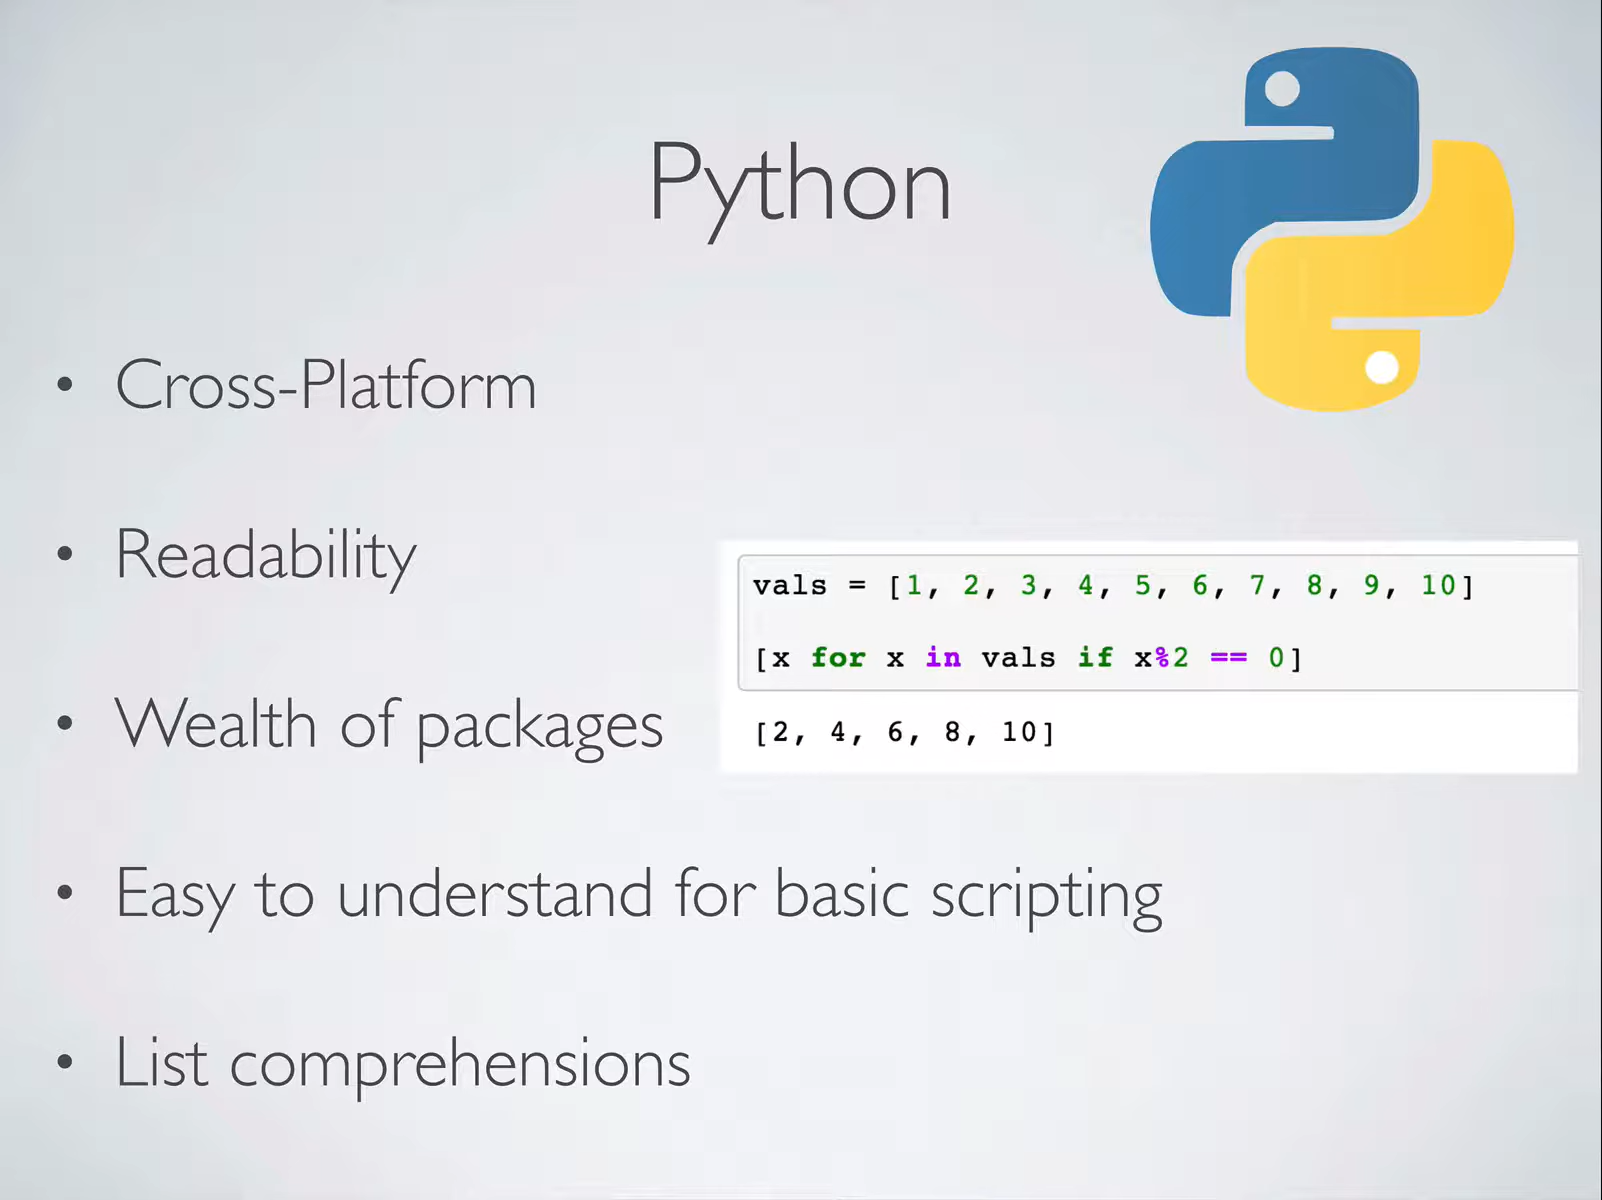 Python
• Cross-Platform
• Readability
• Wealth of packages
• Easy to understand for basic scripting
• List comprehensions
vals = [1, 2, 3, 4, 5, 6, 7, 8, 9, 10]
[x for x in vals if x%2 == 0]
[2, 4, 6, 8, 10]